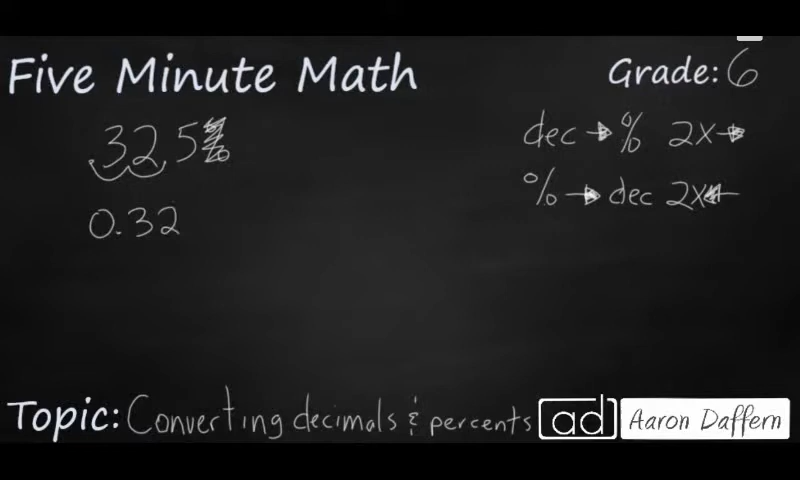 Five Minute Math
Grade: 6
32.5%
dec → % 2x →
% → dec 2x ←
0.32
Topic: Converting decimals & percents
ad Aaron Daffern